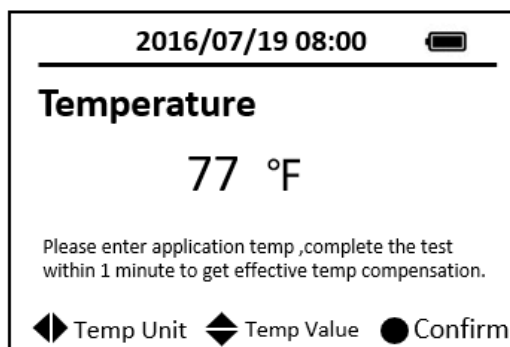 2016/07/19 08:00
Temperature
77 °F
Please enter application temp ,complete the test
within 1 minute to get effective temp compensation.
Temp Unit Temp Value Confirm